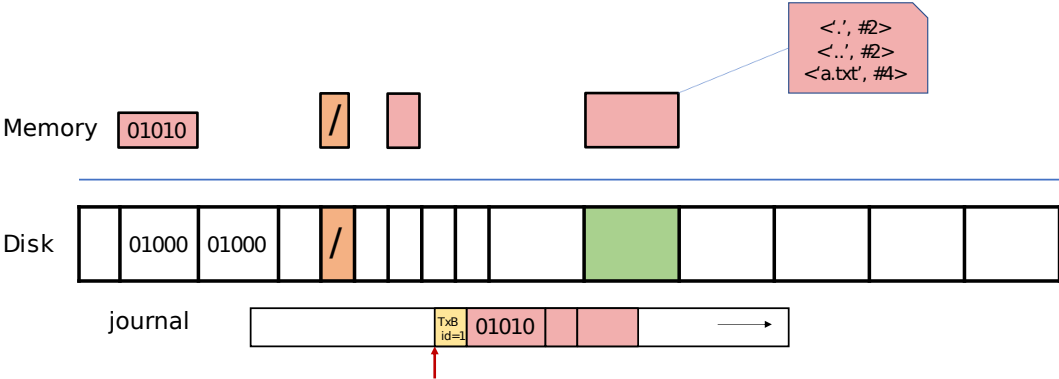 <‘.’, #2>
<‘..’, #2>
<‘a.txt’, #4>
Memory
01010
/
Disk
01000
01000
/
journal
TxB
id=1
01010